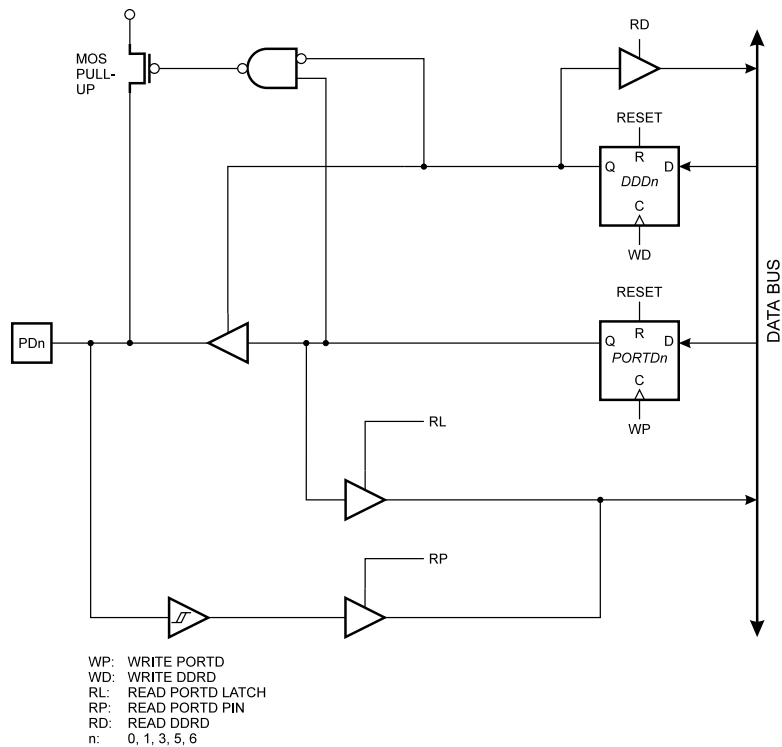 RD
MOS
PULL-
UP
RESET
R
Q
D
DDDn
C
WD
RESET
R
Q
D
PORTDn
C
WP
DATA BUS
PDn
RL
RP
WP: WRITE PORTD
WD: WRITE DDRD
RL: READ PORTD LATCH
RP: READ PORTD PIN
RD: READ DDRD
n: 0, 1, 3, 5, 6